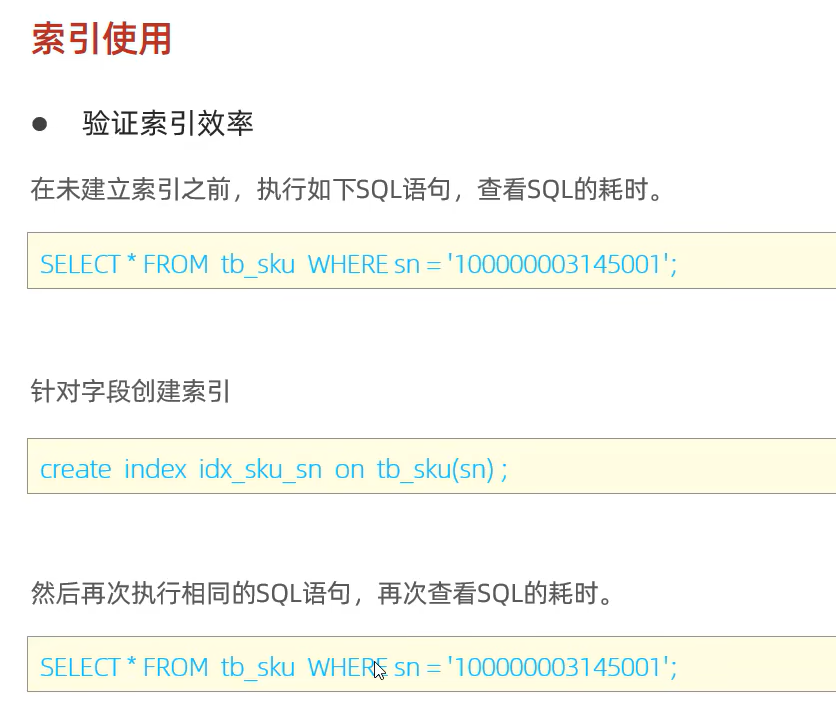 索引使用
验证索引效率
在未建立索引之前，执行如下SQL语句，查看SQL的耗时。
SELECT * FROM tb_sku WHERE sn = '100000003145001';
针对字段创建索引
create index idx_sku_sn on tb_sku(sn) ;
然后再次执行相同的SQL语句，再次查看SQL的耗时。
SELECT * FROM tb_sku WHERE sn = '100000003145001';